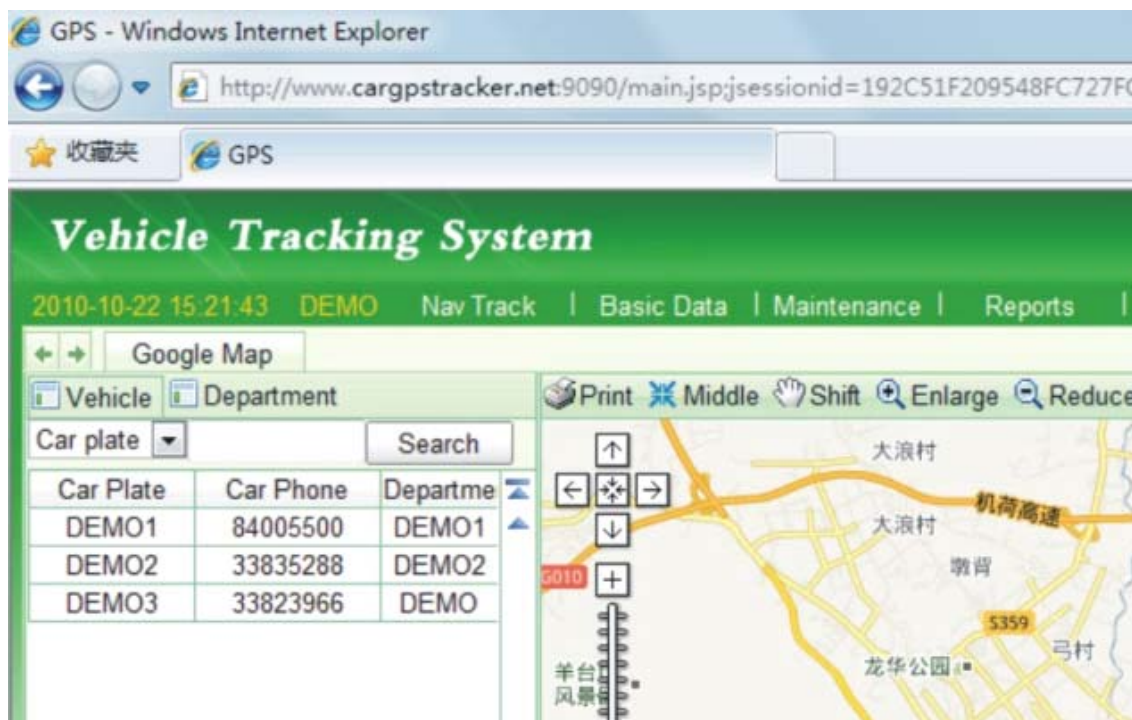 GPS - Windows Internet Explorer
http://www.cargpstracker.net:9090/main.jsp;jsessionid=192C51F209548FC727F
收藏夹 GPS
Vehicle Tracking System
2010-10-22 15:21:43 DEMO Nav Track | Basic Data | Maintenance | Reports |
Google Map
Vehicle Department
Print Middle Shift Enlarge Reduce
Car plate Search
Car Plate Car Phone Departme
DEMO1 84005500 DEMO1
DEMO2 33835288 DEMO2
DEMO3 33823966 DEMO
大浪村
机荷高速
大浪村
墩背
G010
S359
弓村
龙华公园
羊台
风景